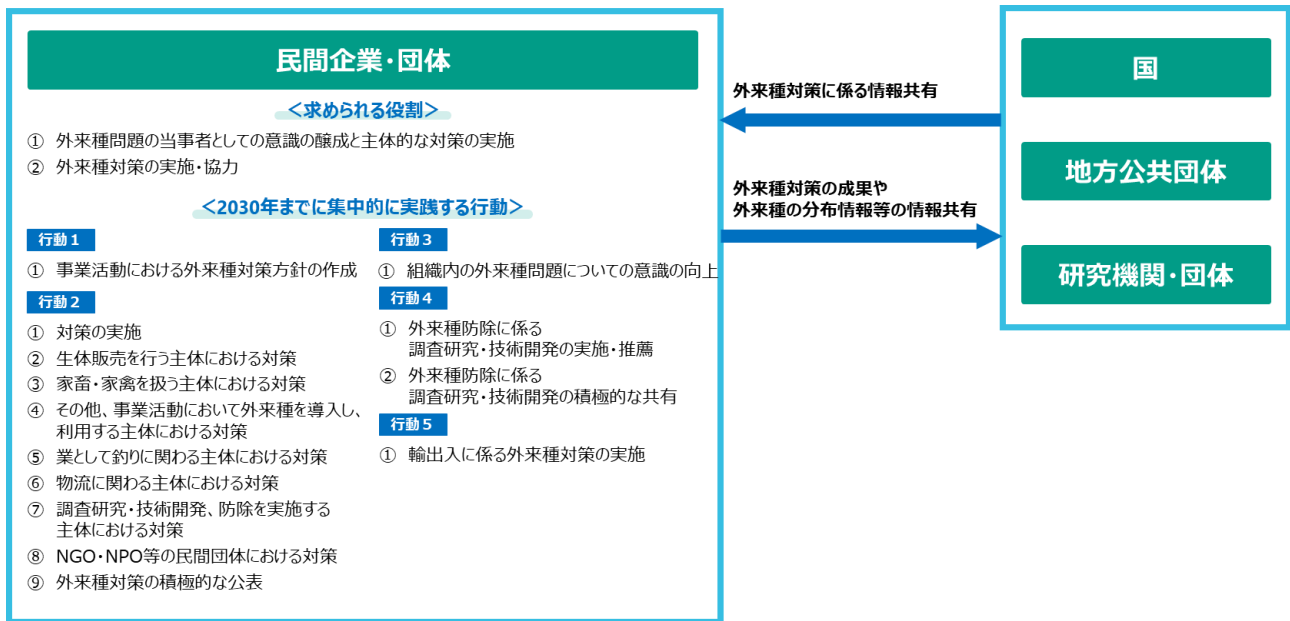 民間企業・団体
＜求められる役割＞
① 外来種問題の当事者としての意識の醸成と主体的な対策の実施
② 外来種対策の実施・協力
＜2030年までに集中的に実践する行動＞
行動１
① 事業活動における外来種対策方針の作成
行動２
① 対策の実施
② 生体販売を行う主体における対策
③ 家畜・家禽を扱う主体における対策
④ その他、事業活動において外来種を導入し、
利用する主体における対策
⑤ 業として釣りに関わる主体における対策
⑥ 物流に関わる主体における対策
⑦ 調査研究・技術開発、防除を実施する
主体における対策
⑧ NGO・NPO等の民間団体における対策
⑨ 外来種対策の積極的な公表
行動３
① 組織内の外来種問題についての意識の向上
行動４
① 外来種防除に係る
調査研究・技術開発の実施・推薦
② 外来種防除に係る
調査研究・技術開発の積極的な共有
行動５
① 輸出入に係る外来種対策の実施
外来種対策に係る情報共有
外来種対策の成果や
外来種の分布情報等の情報共有
国
地方公共団体
研究機関・団体